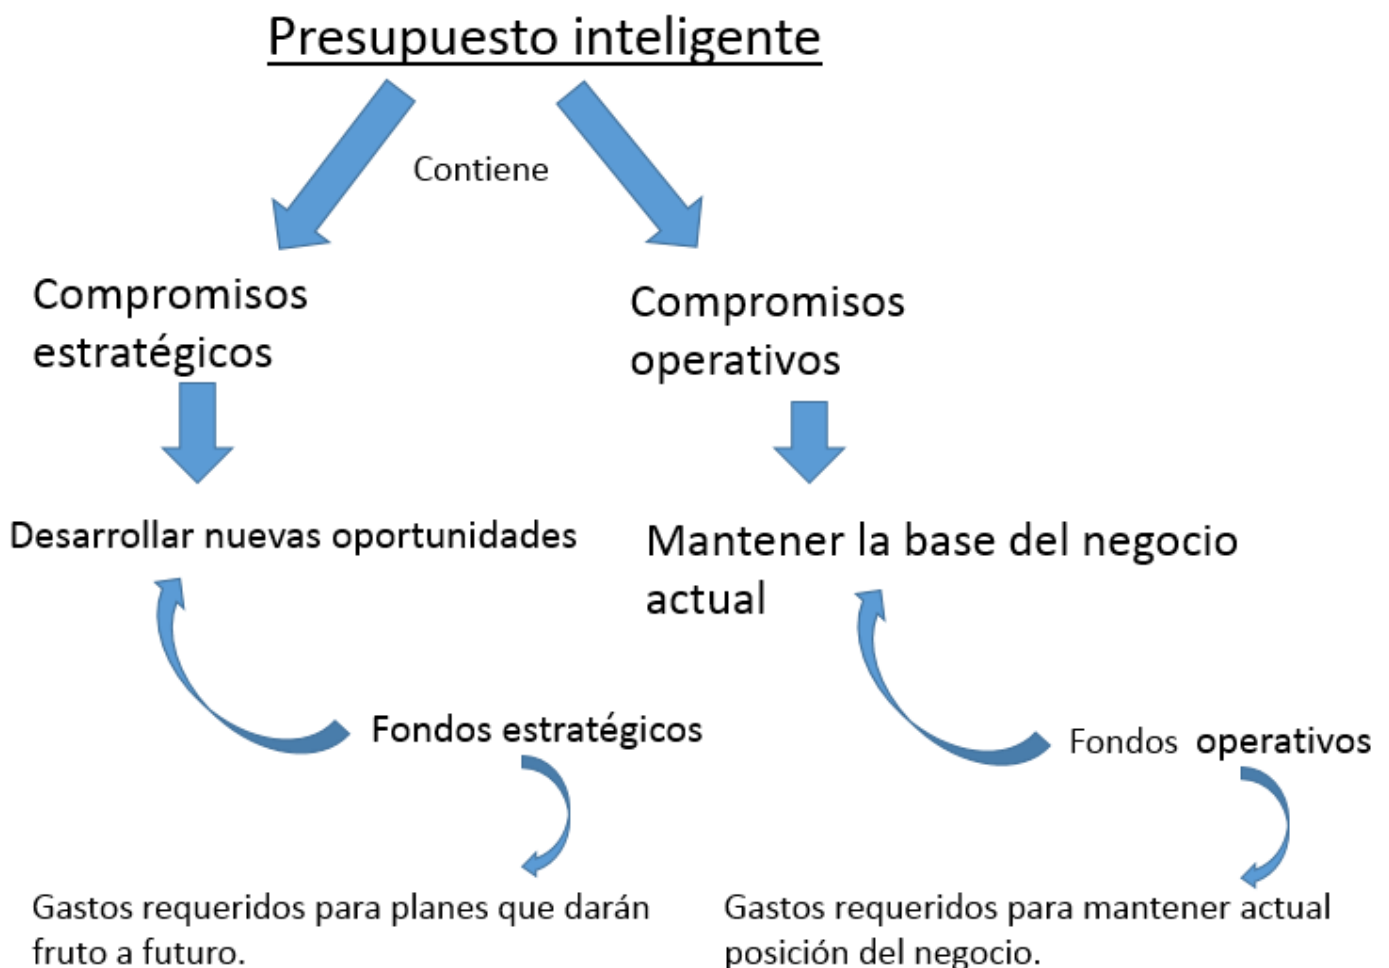 Presupuesto inteligente
Contiene
Compromisos
estratégicos
Compromisos
operativos
Desarrollar nuevas oportunidades
Mantener la base del negocio
actual
Fondos estratégicos
Fondos operativos
Gastos requeridos para planes que darán
fruto a futuro.
Gastos requeridos para mantener actual
posición del negocio.